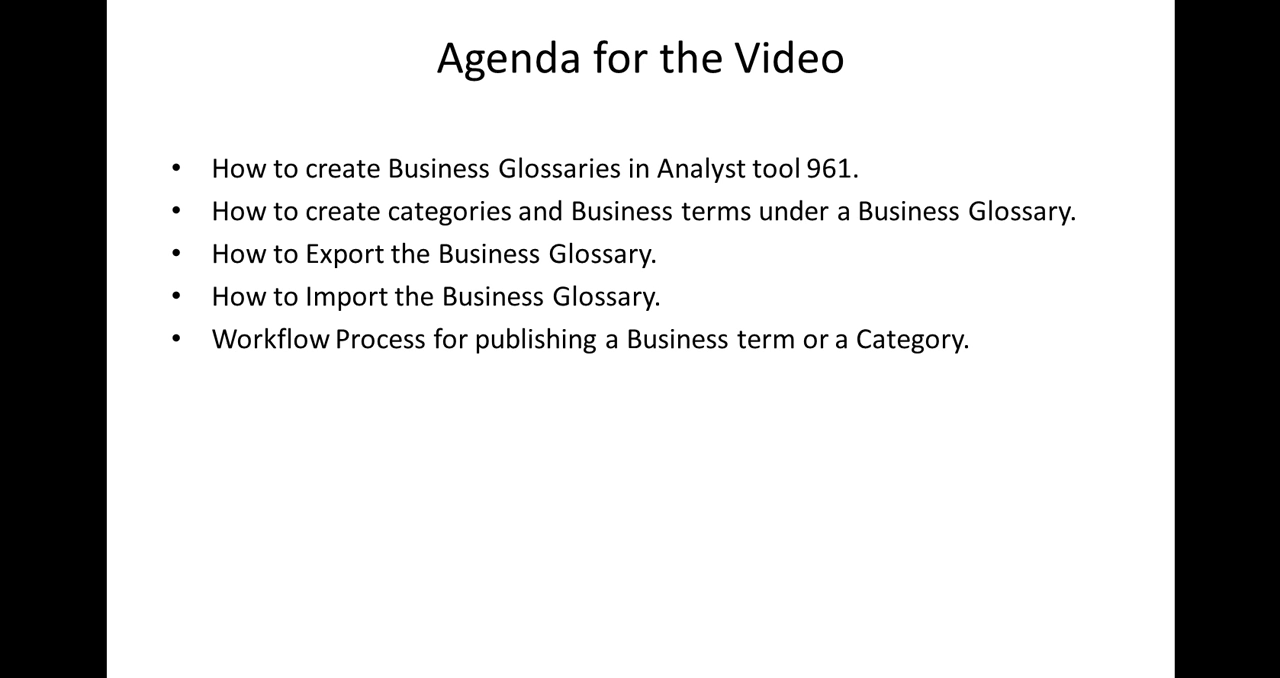 Agenda for the Video
• How to create Business Glossaries in Analyst tool 961.
• How to create categories and Business terms under a Business Glossary.
• How to Export the Business Glossary.
• How to Import the Business Glossary.
• Workflow Process for publishing a Business term or a Category.